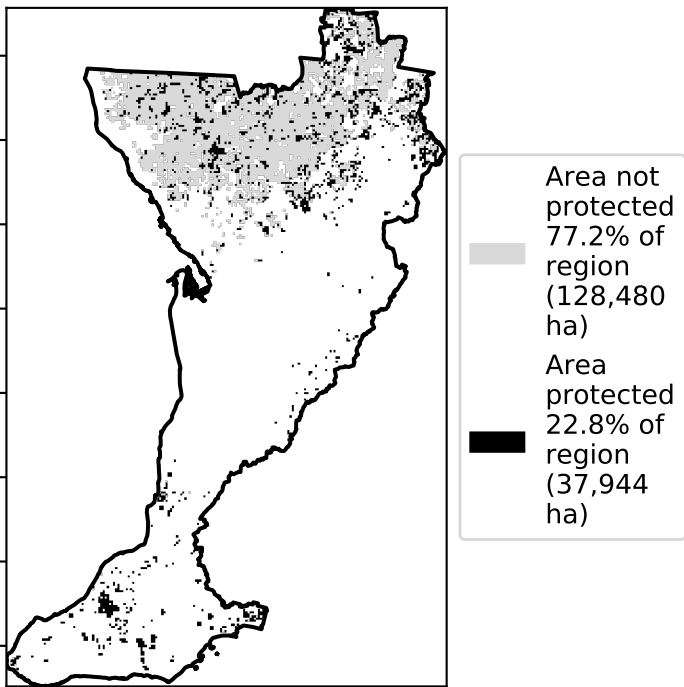 Area not
protected
77.2% of
region
(128,480
ha)
Area
protected
22.8% of
region
(37,944
ha)